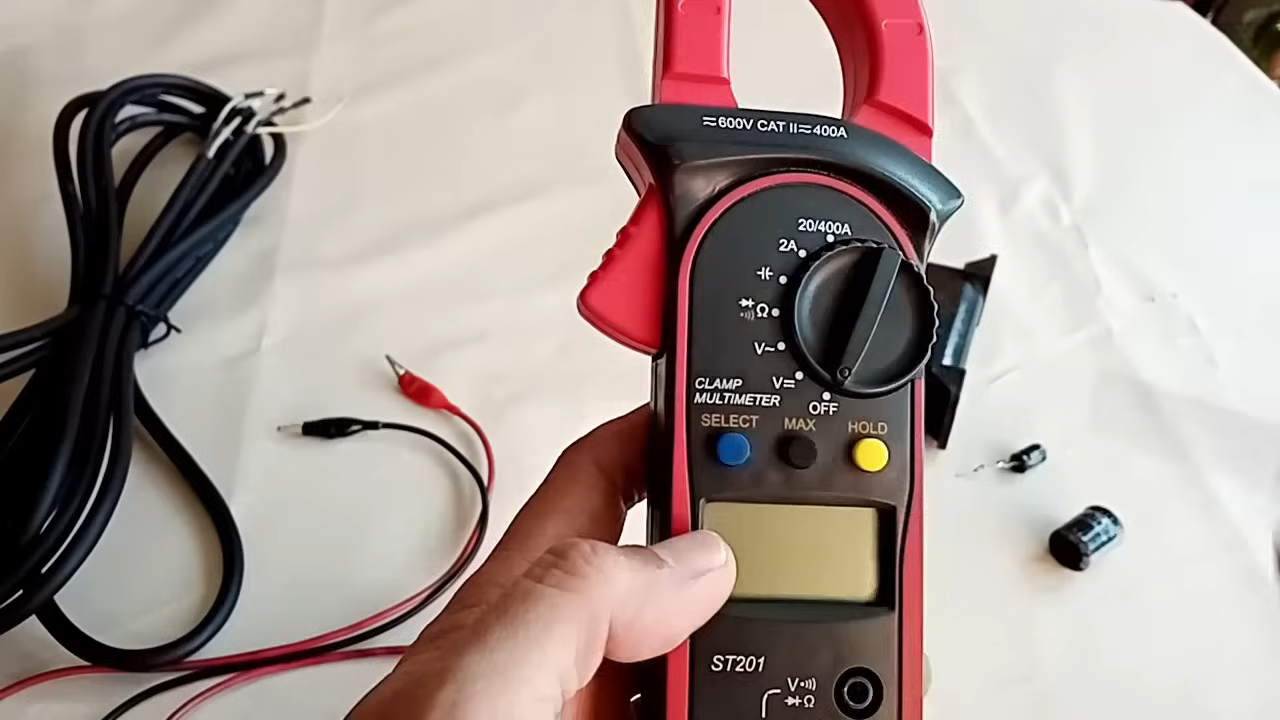 ≂600V CAT II≂400A
20/400A
2A
Ω
V~
V⎓
OFF
CLAMP
MULTIMETER
SELECT MAX HOLD
ST201
V
Ω